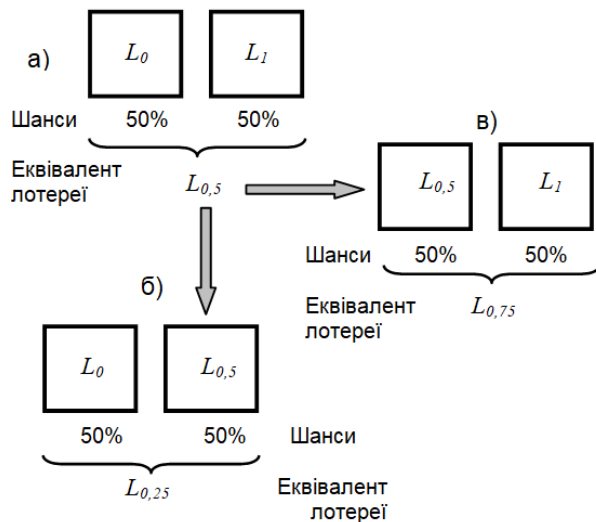 а)
L0 L1
Шанси 50% 50%
Еквівалент
лотереї
L0,5
в)
L0,5 L1
Шанси 50% 50%
Еквівалент
лотереї
L0,75
б)
L0 L0,5
50% 50% Шанси
L0,25
Еквівалент
лотереї